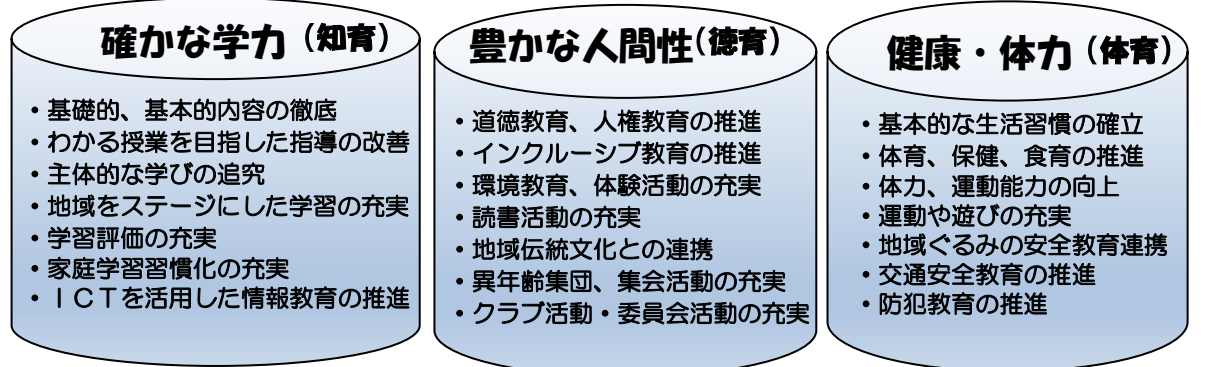 確かな学力（知育）
・基礎的、基本的内容の徹底
・わかる授業を目指した指導の改善
・主体的な学びの追究
・地域をステージにした学習の充実
・学習評価の充実
・家庭学習習慣化の充実
・ＩＣＴを活用した情報教育の推進
豊かな人間性(徳育)
・道徳教育、人権教育の推進
・インクルーシブ教育の推進
・環境教育、体験活動の充実
・読書活動の充実
・地域伝統文化との連携
・異年齢集団、集会活動の充実
・クラブ活動・委員会活動の充実
健康・体力（体育）
・基本的な生活習慣の確立
・体育、保健、食育の推進
・体力、運動能力の向上
・運動や遊びの充実
・地域ぐるみの安全教育連携
・交通安全教育の推進
・防犯教育の推進